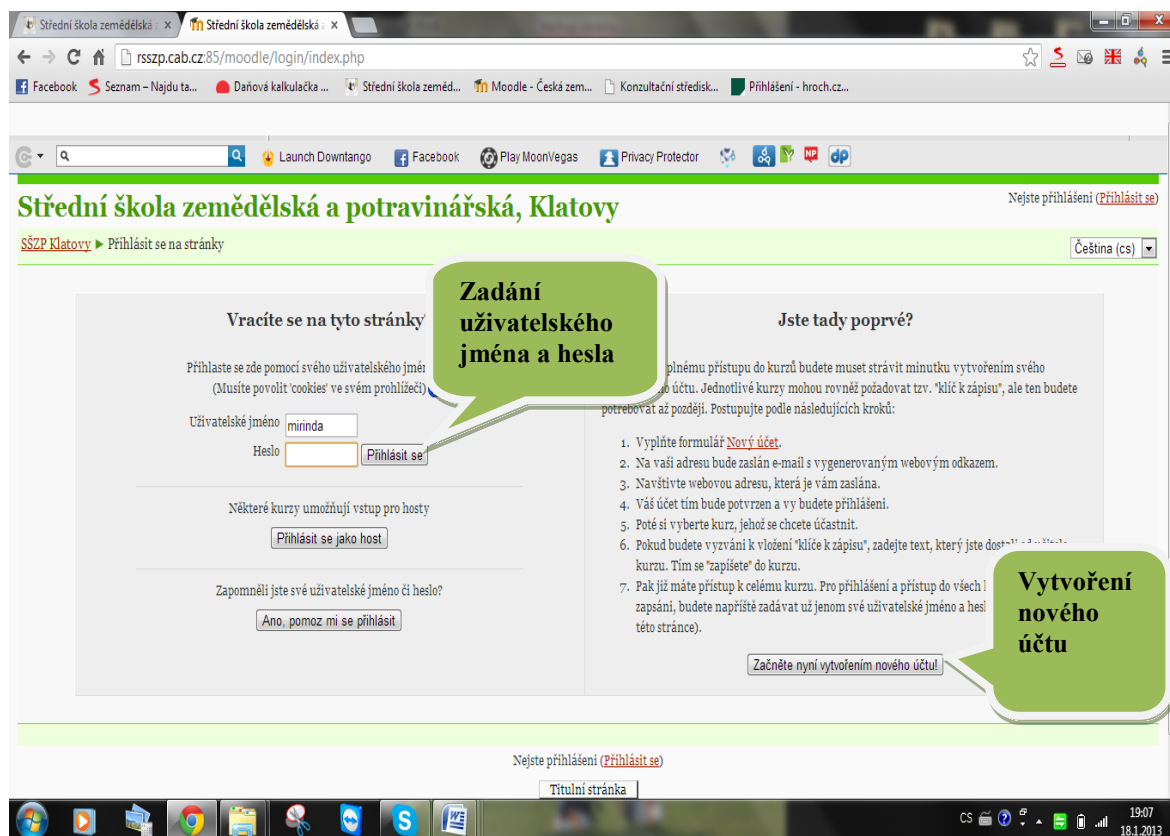 Střední škola zemědělská :
Střední škola zemědělská :
rsszp.cab.cz:85/moodle/login/index.php
Facebook Seznam – Najdu ta... Daňová kalkulačka ... Střední škola zeměd... Moodle - Česká zem... Konzultační středisk... Přihlášení - hroch.cz...
Launch Downtango Facebook Play MoonVegas Privacy Protector NP dp
Střední škola zemědělská a potravinářská, Klatovy
Nejste přihlášeni (Přihlásit se)
SŠZP Klatovy ► Přihlásit se na stránky
Čeština (cs)
Zadání
uživatelského
jména a hesla
Vracíte se na tyto stránky
Přihlaste se zde pomocí svého uživatelského
(Musíte povolit 'cookies' ve svém prohlížeči)
Uživatelské jméno mirinda
Heslo Přihlásit se
Některé kurzy umožňují vstup pro hosty
Přihlásit se jako host
Zapomněli jste své uživatelské jméno či heslo?
Ano, pomoz mi se přihlásit
Jste tady poprvé?
přístupu do kurzů budete muset strávit minutku vytvořením svého
účtu. Jednotlivé kurzy mohou rovněž požadovat tzv. "klíč k zápisu", ale ten budete
potřebovat až později. Postupujte podle následujících kroků:
1. Vyplňte formulář Nový účet.
2. Na vaši adresu bude zaslán e-mail s vygenerovaným webovým odkazem.
3. Navštivte webovou adresu, která je vám zaslána.
4. Váš účet tím bude potvrzen a vy budete přihlášeni.
5. Poté si vyberte kurz, jehož se chcete účastnit.
6. Pokud budete vyzváni k vložení "klíče k zápisu", zadejte text, který jste
kurzu. Tím se "zapíšete" do kurzu.
7. Pak již máte přístup k celému kurzu. Pro přihlášení a přístup do všech
zapsáni, budete napříště zadávat už jenom své uživatelské jméno a
této stránce).
Začněte nyní vytvořením nového účtu!
Vytvoření
nového
účtu
Nejste přihlášeni (Přihlásit se)
Titulní stránka
CS
19:07
18.1.2013